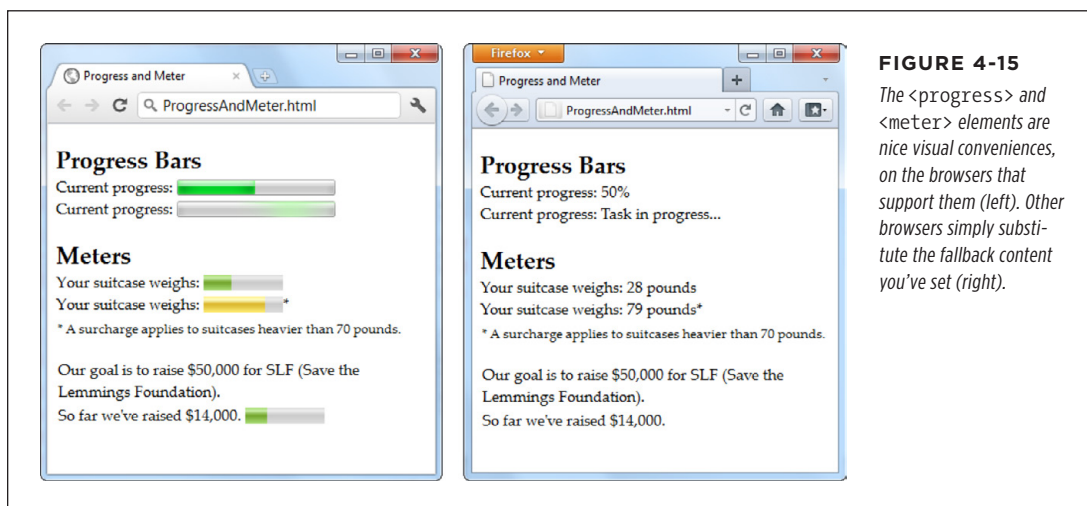 Progress and Meter
ProgressAndMeter.html
Progress Bars
Current progress:
Current progress:
Meters
Your suitcase weighs:
Your suitcase weighs: *
* A surcharge applies to suitcases heavier than 70 pounds.
Our goal is to raise $50,000 for SLF (Save the
Lemmings Foundation).
So far we've raised $14,000.
Firefox
Progress and Meter
ProgressAndMeter.html
Progress Bars
Current progress: 50%
Current progress: Task in progress...
Meters
Your suitcase weighs: 28 pounds
Your suitcase weighs: 79 pounds*
* A surcharge applies to suitcases heavier than 70 pounds.
Our goal is to raise $50,000 for SLF (Save the
Lemmings Foundation).
So far we've raised $14,000.
FIGURE 4-15
The <progress> and
<meter> elements are
nice visual conveniences,
on the browsers that
support them (left). Other
browsers simply substi-
tute the fallback content
you've set (right).